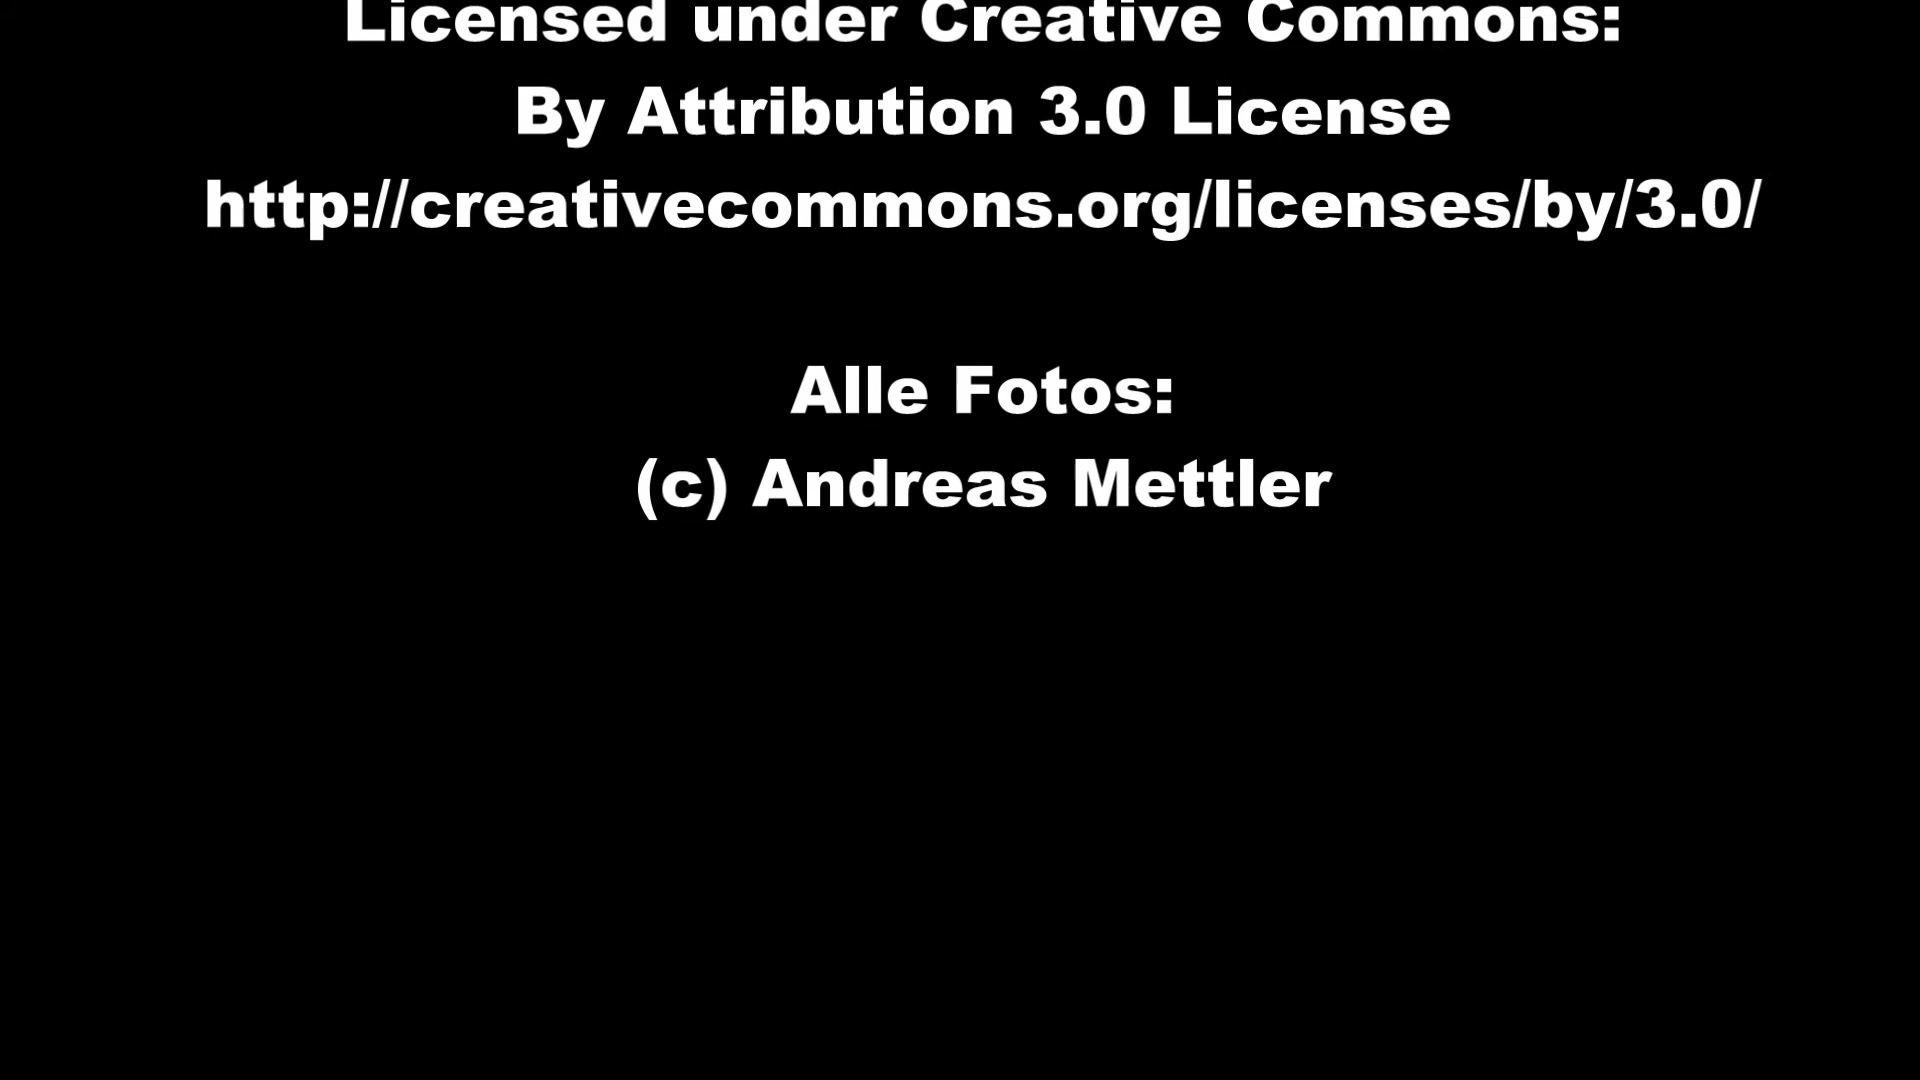 Licensed under Creative Commons:
By Attribution 3.0 License
http://creativecommons.org/licenses/by/3.0/
Alle Fotos:
(c) Andreas Mettler